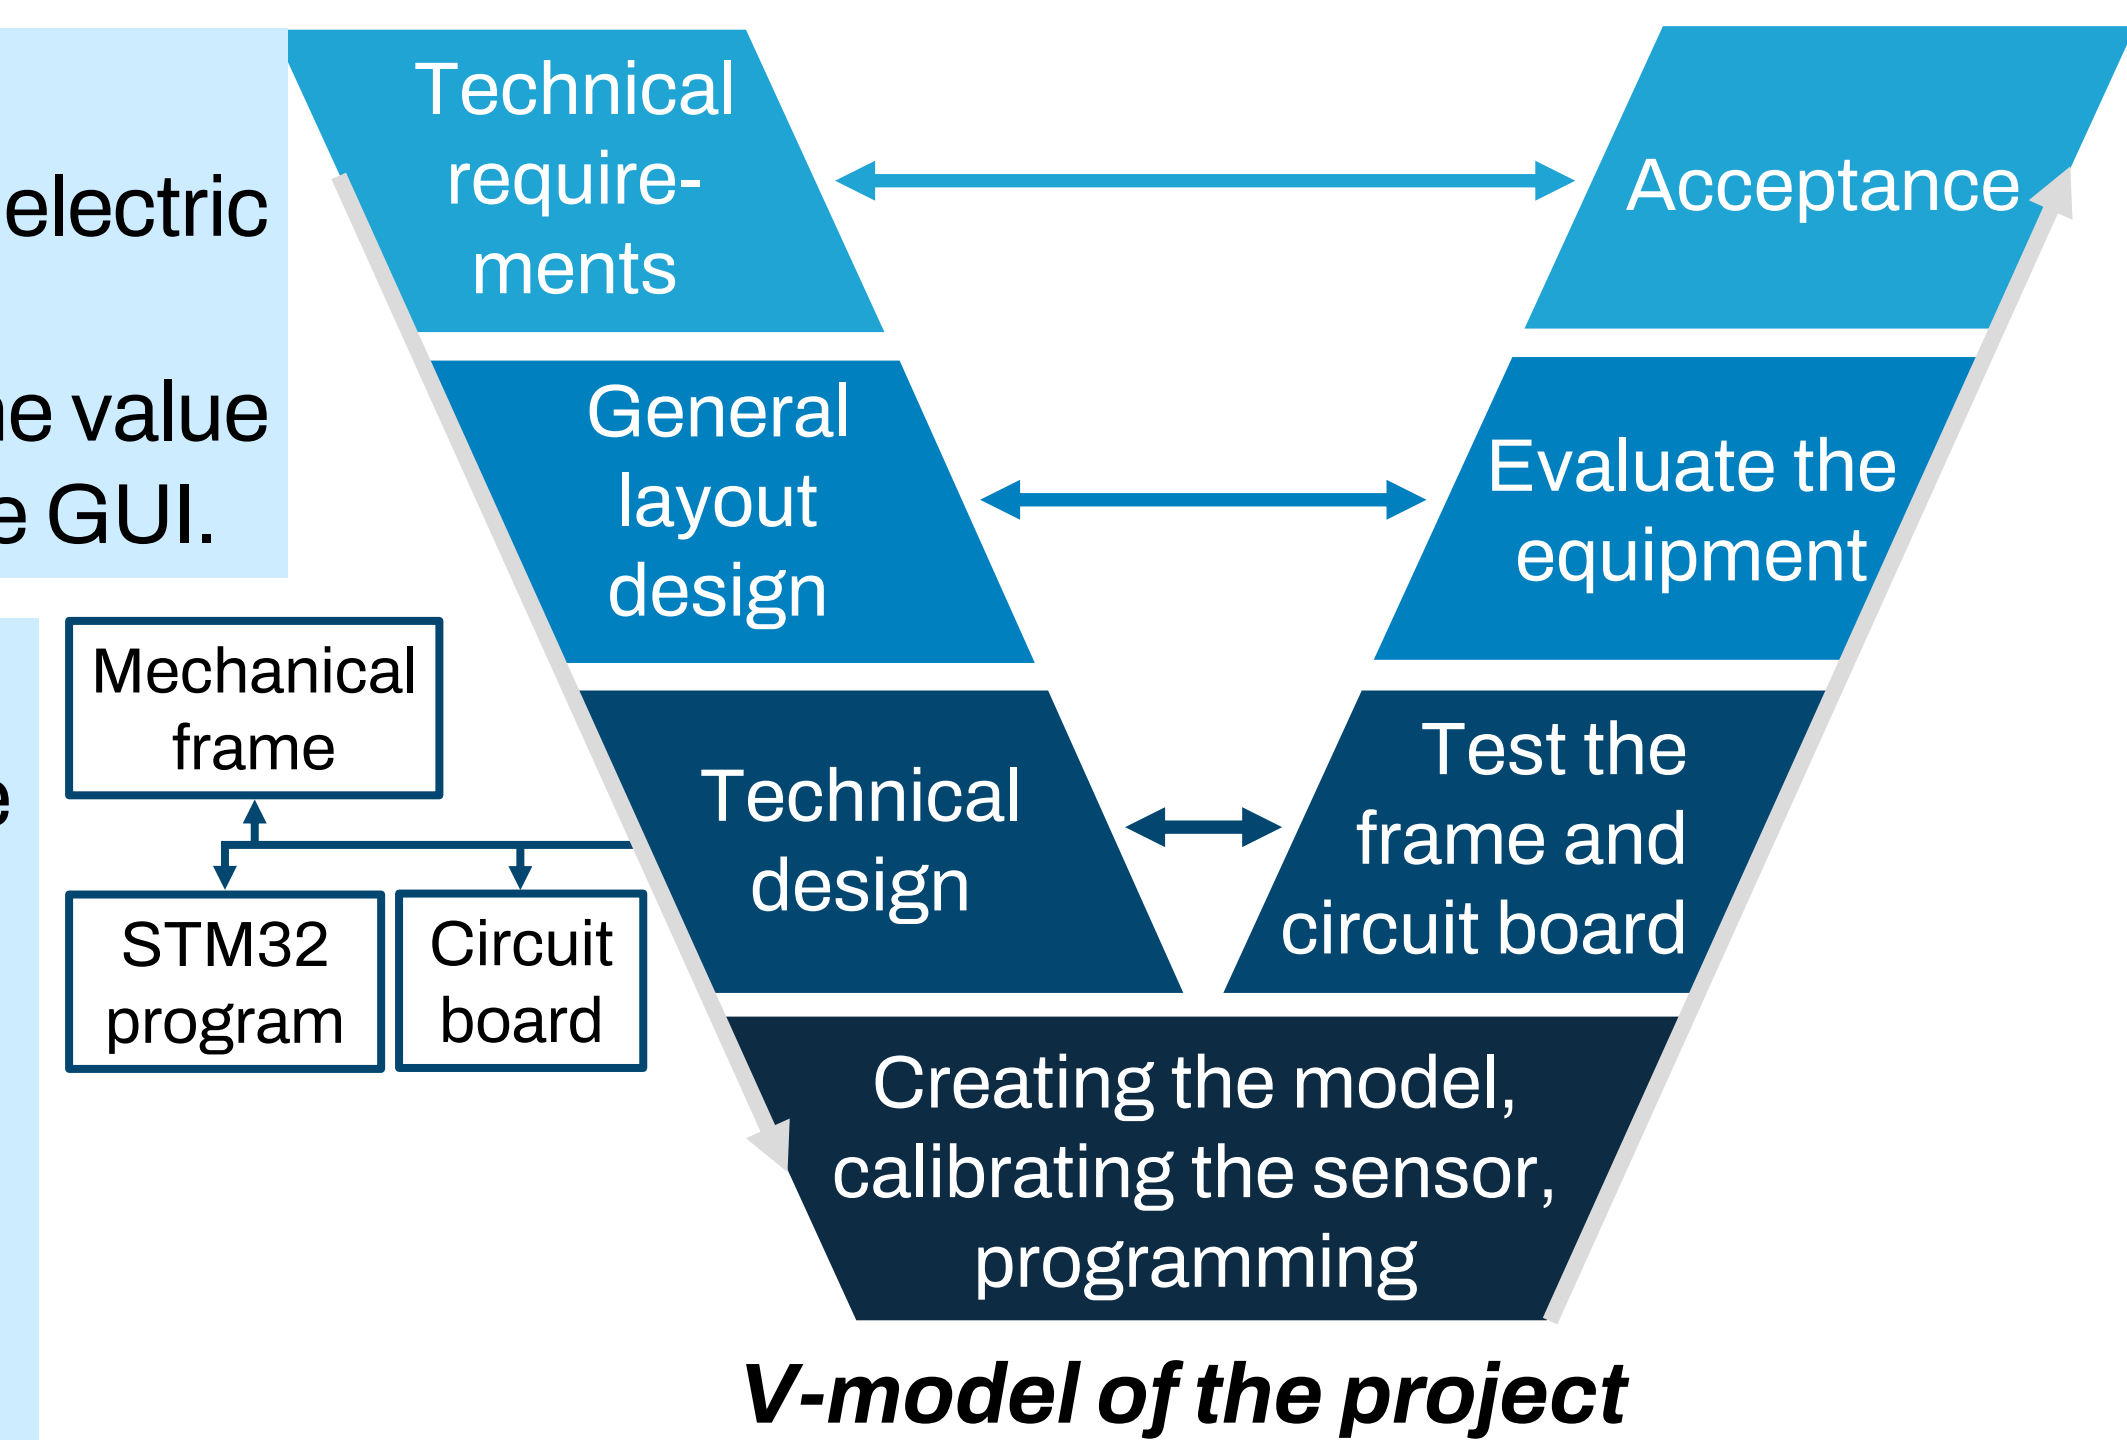 electric
value
GUI.
Technical
require-
ments
Acceptance
General
layout
design
Evaluate the
equipment
Mechanical
frame
STM32
program
Circuit
board
Technical
design
Test the
frame and
circuit board
Creating the model,
calibrating the sensor,
programming
V-model of the project